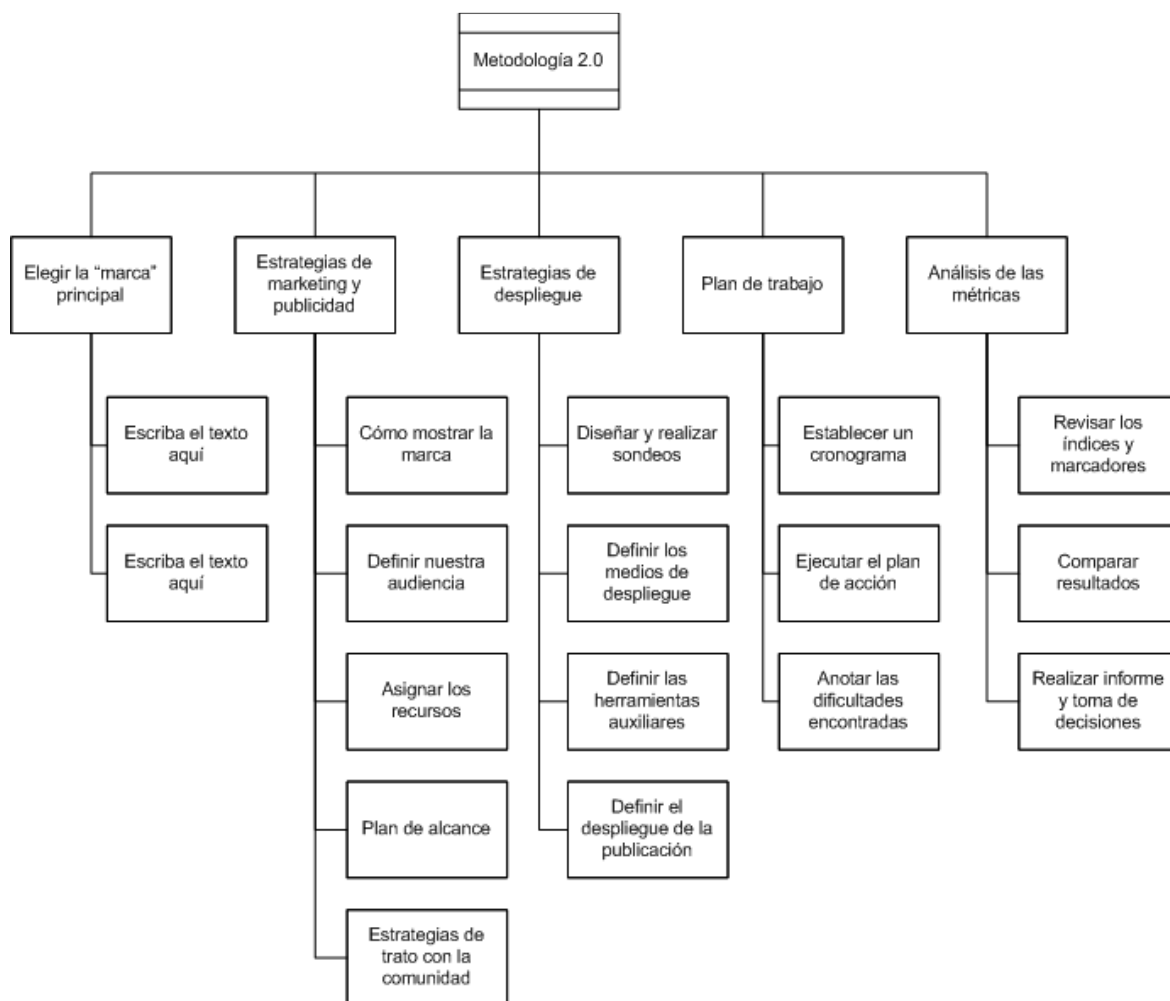 Metodología 2.0
Elegir la “marca”
principal
Escriba el texto
aquí
Escriba el texto
aquí
Estrategias de
marketing y
publicidad
Cómo mostrar la
marca
Definir nuestra
audiencia
Asignar los
recursos
Plan de alcance
Estrategias de
trato con la
comunidad
Estrategias de
despliegue
Diseñar y realizar
sondeos
Definir los
medios de
despliegue
Definir las
herramientas
auxiliares
Definir el
despliegue de la
publicación
Plan de trabajo
Establecer un
cronograma
Ejecutar el plan
de acción
Anotar las
dificultades
encontradas
Análisis de las
métricas
Revisar los
índices y
marcadores
Comparar
resultados
Realizar informe
y toma de
decisiones